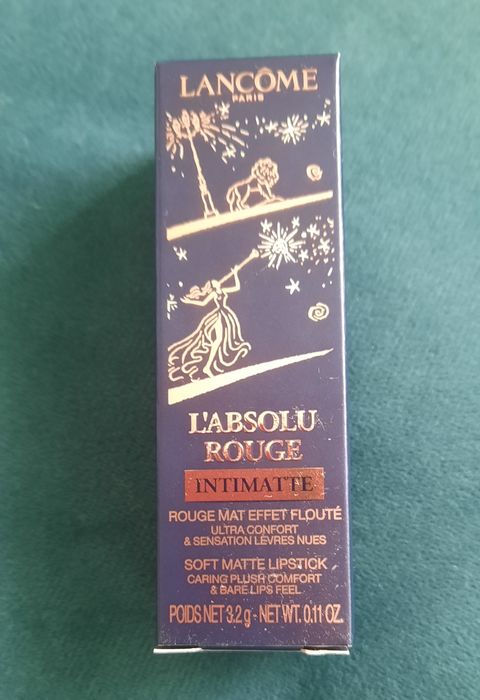 LANCÔME
PARIS
L'ABSOLU
ROUGE
INTIMATTE
ROUGE MAT EFFET FLOUTÉ
ULTRA CONFORT
& SENSATION LÈVRES NUES
SOFT MATTE LIPSTICK
CARING PLUSH COMFORT
& BARE LIPS FEEL
POIDS NET 3.2 g - NET WT. 0.11 OZ.